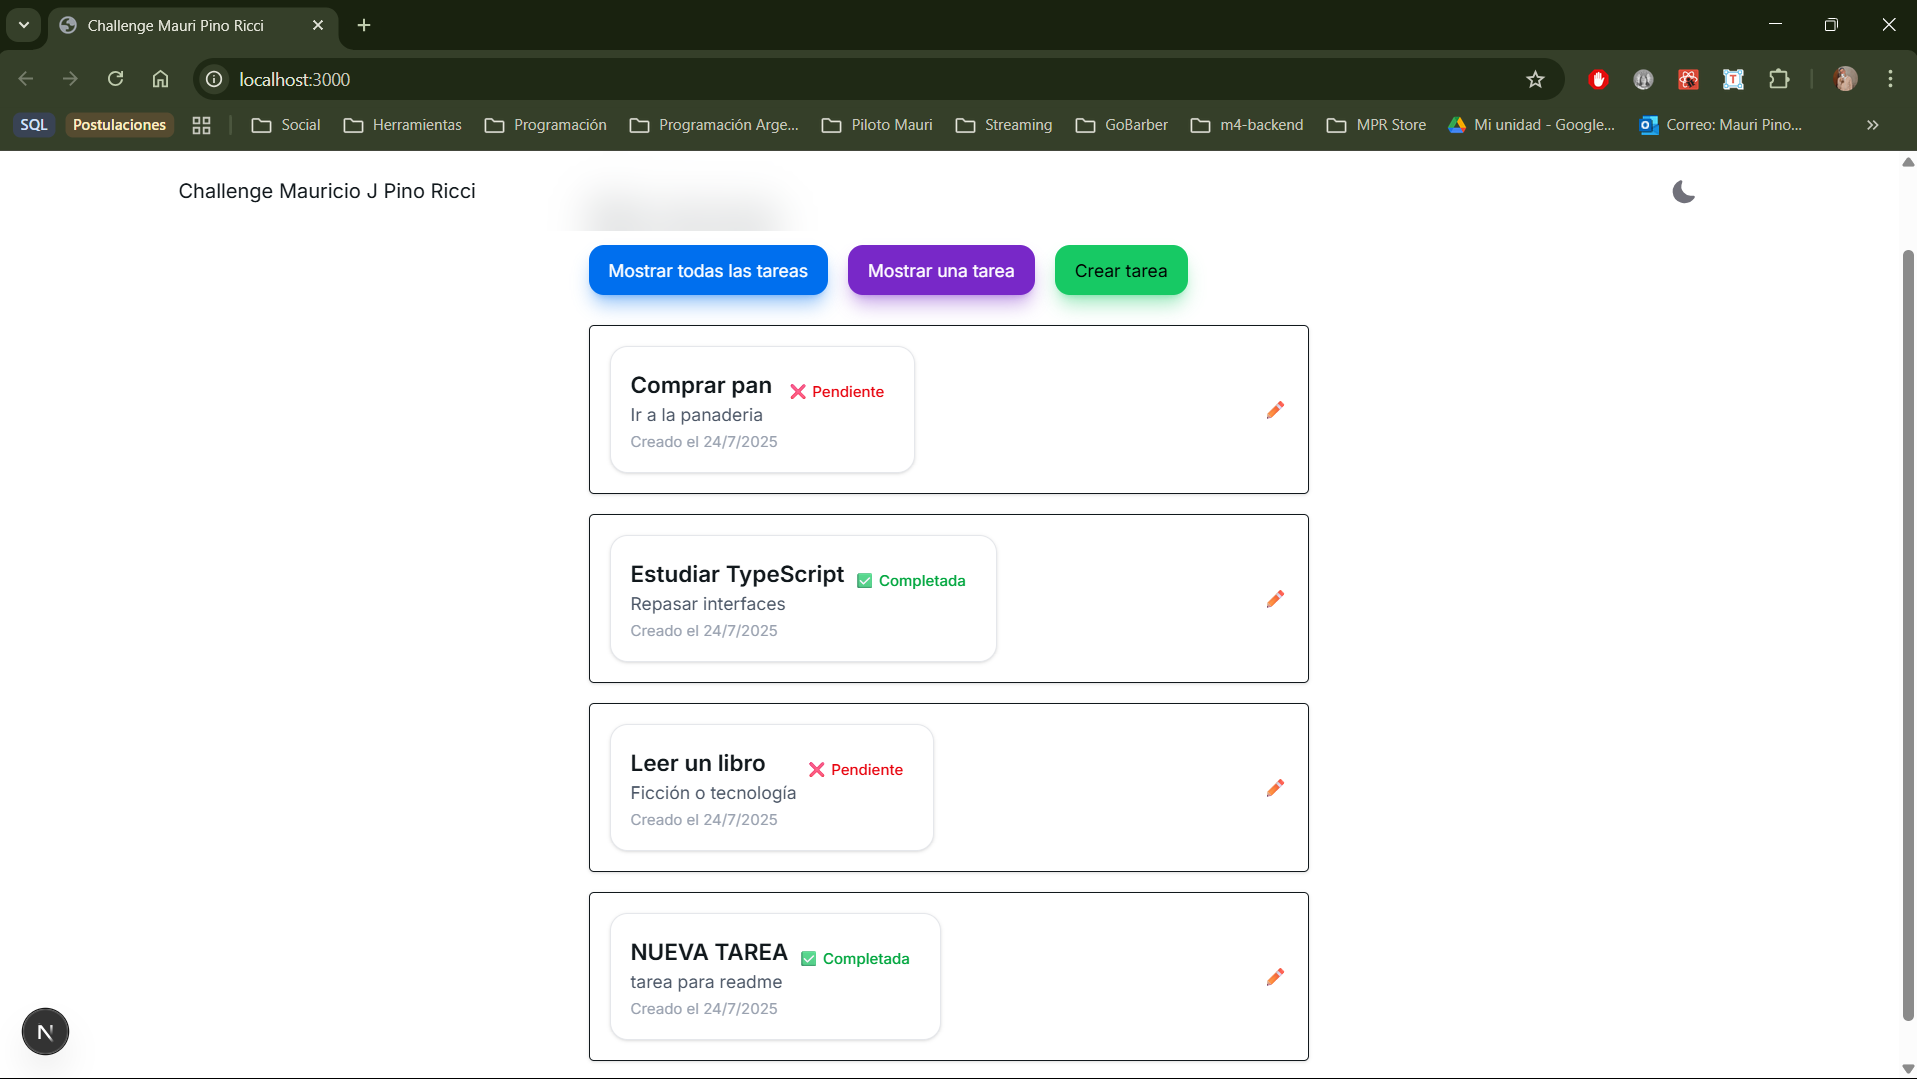 Challenge Mauri Pino Ricci
localhost:3000
SQL Postulaciones Social Herramientas Programación Programación Arge... Piloto Mauri Streaming GoBarber m4-backend MPR Store Mi unidad - Google... Correo: Mauri Pino...
Challenge Mauricio J Pino Ricci
Mostrar todas las tareas Mostrar una tarea Crear tarea
Comprar pan ❌ Pendiente
Ir a la panaderia
Creado el 24/7/2025
Estudiar TypeScript ✅ Completada
Repasar interfaces
Creado el 24/7/2025
Leer un libro ❌ Pendiente
Ficción o tecnología
Creado el 24/7/2025
NUEVA TAREA ✅ Completada
tarea para readme
Creado el 24/7/2025
N